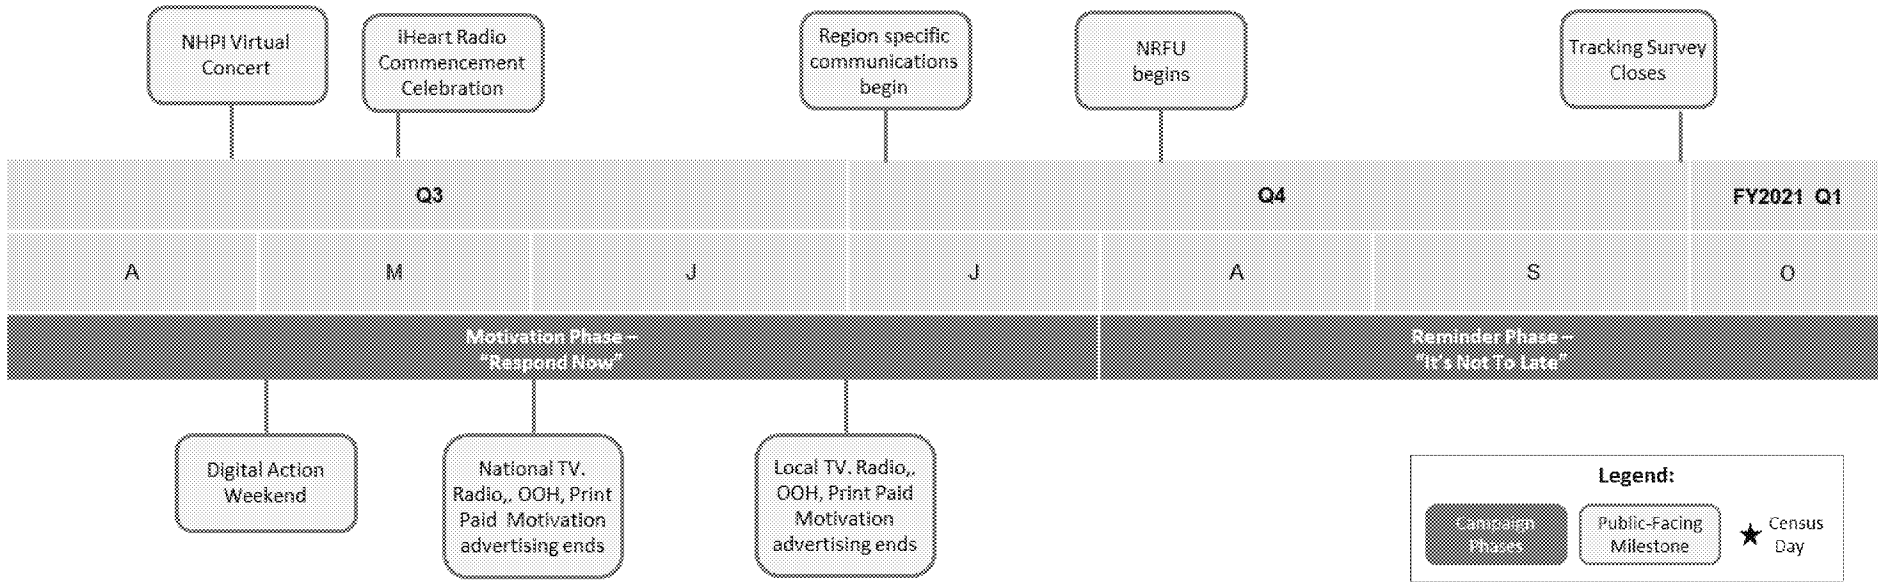 NHPI Virtual
Concert
iHeart Radio
Commencement
Celebration
Region specific
communications
begin
NRFU
begins
Tracking Survey
Closes
Q3
Q4
FY2021 Q1
A
M
J
J
A
S
O
Motivation Phase –
"Respond Now"
Reminder Phase –
"It's Not To Late"
Digital Action
Weekend
National TV.
Radio,. OOH, Print
Paid Motivation
advertising ends
Local TV. Radio,.
OOH, Print Paid
Motivation
advertising ends
Legend:
Campaign
Phases
Public-Facing
Milestone
Census
Day